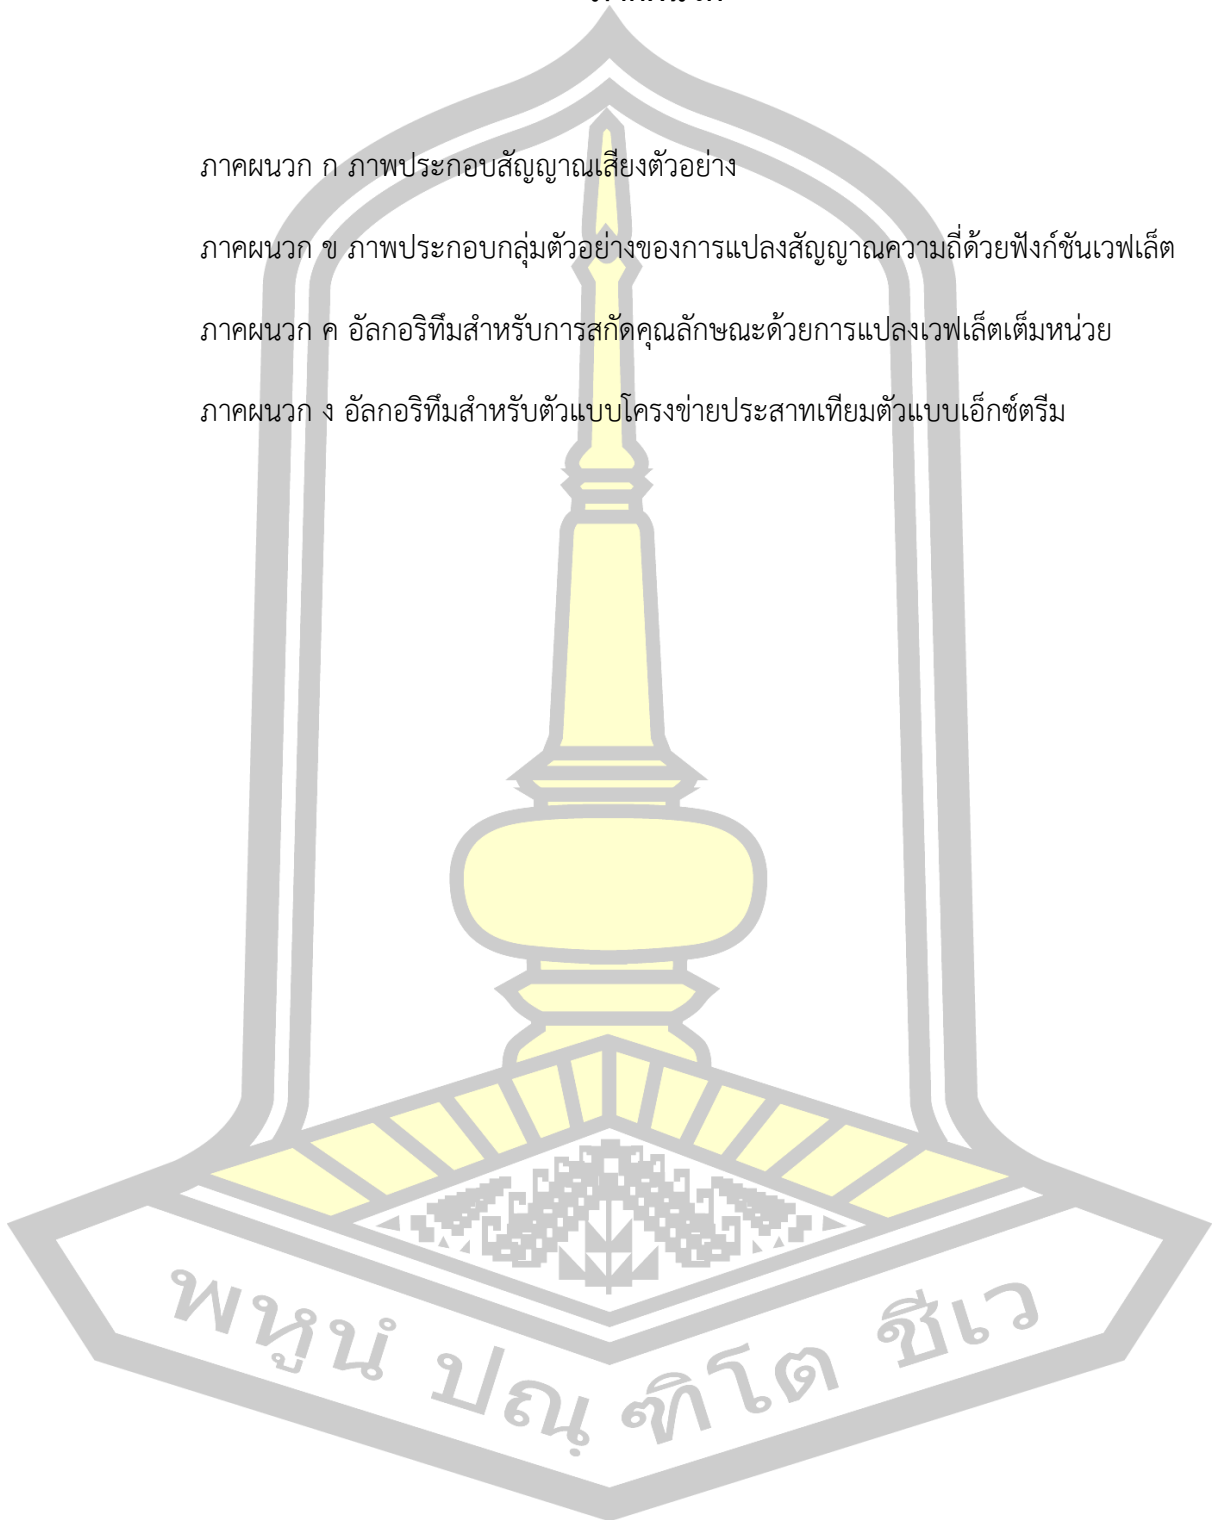 ภาคผนวก ก ภาพประกอบสัญญาณเสียงตัวอย่าง
ภาคผนวก ข ภาพประกอบกลุ่มตัวอย่างของการแปลงสัญญาณความถี่ด้วยฟังก์ชันเวฟเล็ต
ภาคผนวก ค อัลกอริทึมสำหรับการสกัดคุณลักษณะด้วยการแปลงเวฟเล็ตเต็มหน่วย
ภาคผนวก ง อัลกอริทึมสำหรับตัวแบบโครงข่ายประสาทเทียมตัวแบบเอ็กซ์ตรีม
พหูนํ ปณฺ ฑิโต ชีเว